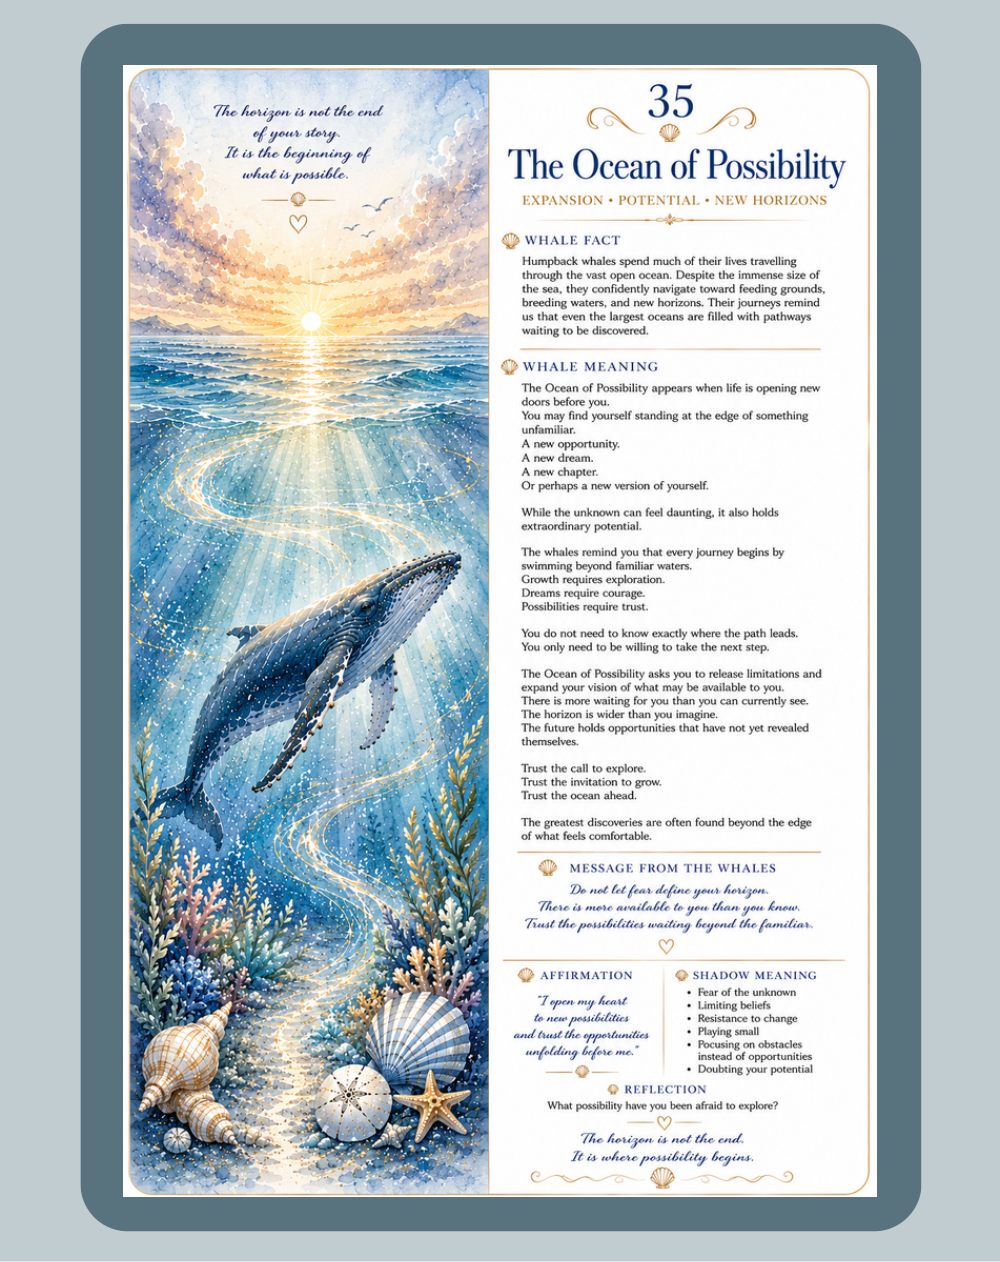 The horizon is not the end
of your story.
It is the beginning of
what is possible.
35
The Ocean of Possibility
EXPANSION • POTENTIAL • NEW HORIZONS
WHALE FACT
Humpback whales spend much of their lives travelling
through the vast open ocean. Despite the immense size of
the sea, they confidently navigate toward feeding grounds,
breeding waters, and new horizons. Their journeys remind
us that even the largest oceans are filled with pathways
waiting to be discovered.
WHALE MEANING
The Ocean of Possibility appears when life is opening new
doors before you.
You may find yourself standing at the edge of something
unfamiliar.
A new opportunity.
A new dream.
A new chapter.
Or perhaps a new version of yourself.
While the unknown can feel daunting, it also holds
extraordinary potential.
The whales remind you that every journey begins by
swimming beyond familiar waters.
Growth requires exploration.
Dreams require courage.
Possibilities require trust.
You do not need to know exactly where the path leads.
You only need to be willing to take the next step.
The Ocean of Possibility asks you to release limitations and
expand your vision of what may be available to you.
There is more waiting for you than you can currently see.
The horizon is wider than you imagine.
The future holds opportunities that have not yet revealed
themselves.
Trust the call to explore.
Trust the invitation to grow.
Trust the ocean ahead.
The greatest discoveries are often found beyond the edge
of what feels comfortable.
MESSAGE FROM THE WHALES
Do not let fear define your horizon.
There is more available to you than you know.
Trust the possibilities waiting beyond the familiar.
AFFIRMATION
"I open my heart
to new possibilities
and trust the opportunities
unfolding before me."
SHADOW MEANING
• Fear of the unknown
• Limiting beliefs
• Resistance to change
• Playing small
• Focusing on obstacles
instead of opportunities
• Doubting your potential
REFLECTION
What possibility have you been afraid to explore?
The horizon is not the end.
It is where possibility begins.